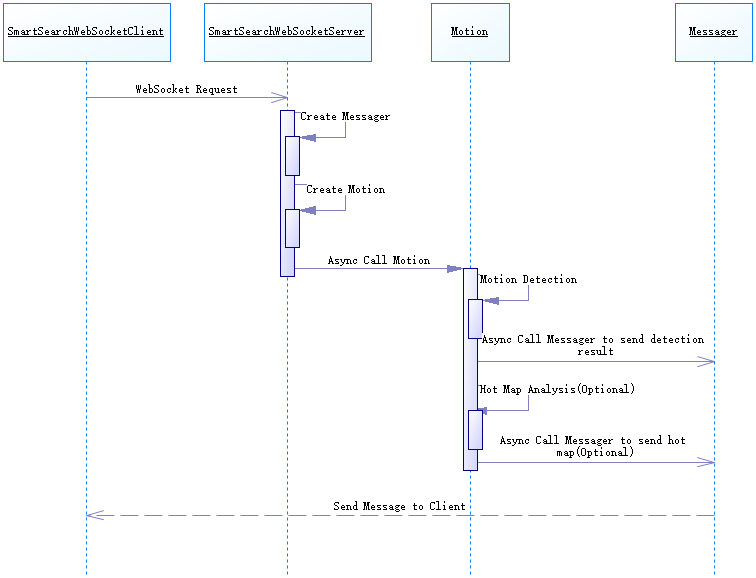 SmartSearchWebSocketClient
SmartSearchWebSocketServer
Motion
Messager
WebSocket Request
Create Messager
Create Motion
Async Call Motion
Motion Detection
Async Call Messager to send detection
result
Hot Map Analysis(Optional)
Async Call Messager to send hot
map(Optional)
Send Message to Client